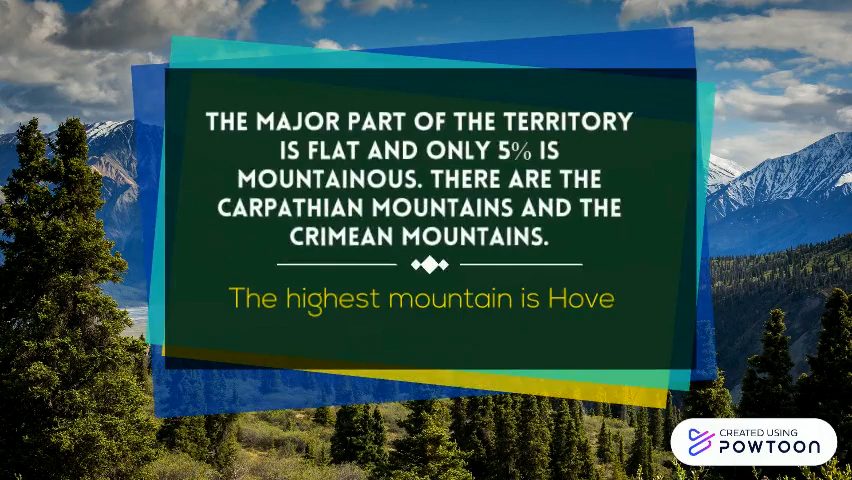 THE MAJOR PART OF THE TERRITORY
IS FLAT AND ONLY 5% IS
MOUNTAINOUS. THERE ARE THE
CARPATHIAN MOUNTAINS AND THE
CRIMEAN MOUNTAINS.
The highest mountain is Hove
CREATED USING
POWTOON